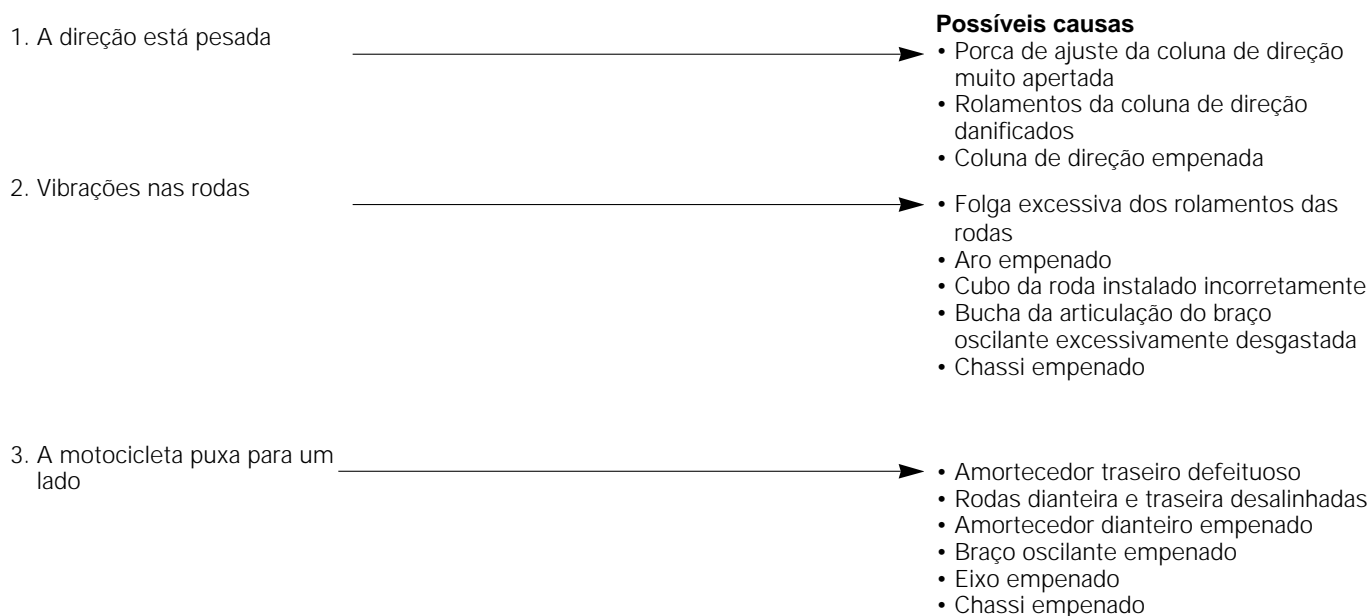 1. A direção está pesada
Possíveis causas
• Porca de ajuste da coluna de direção
muito apertada
• Rolamentos da coluna de direção
danificados
• Coluna de direção empenada
2. Vibrações nas rodas
• Folga excessiva dos rolamentos das
rodas
• Aro empenado
• Cubo da roda instalado incorretamente
• Bucha da articulação do braço
oscilante excessivamente desgastada
• Chassi empenado
3. A motocicleta puxa para um
lado
• Amortecedor traseiro defeituoso
• Rodas dianteira e traseira desalinhadas
• Amortecedor dianteiro empenado
• Braço oscilante empenado
• Eixo empenado
• Chassi empenado